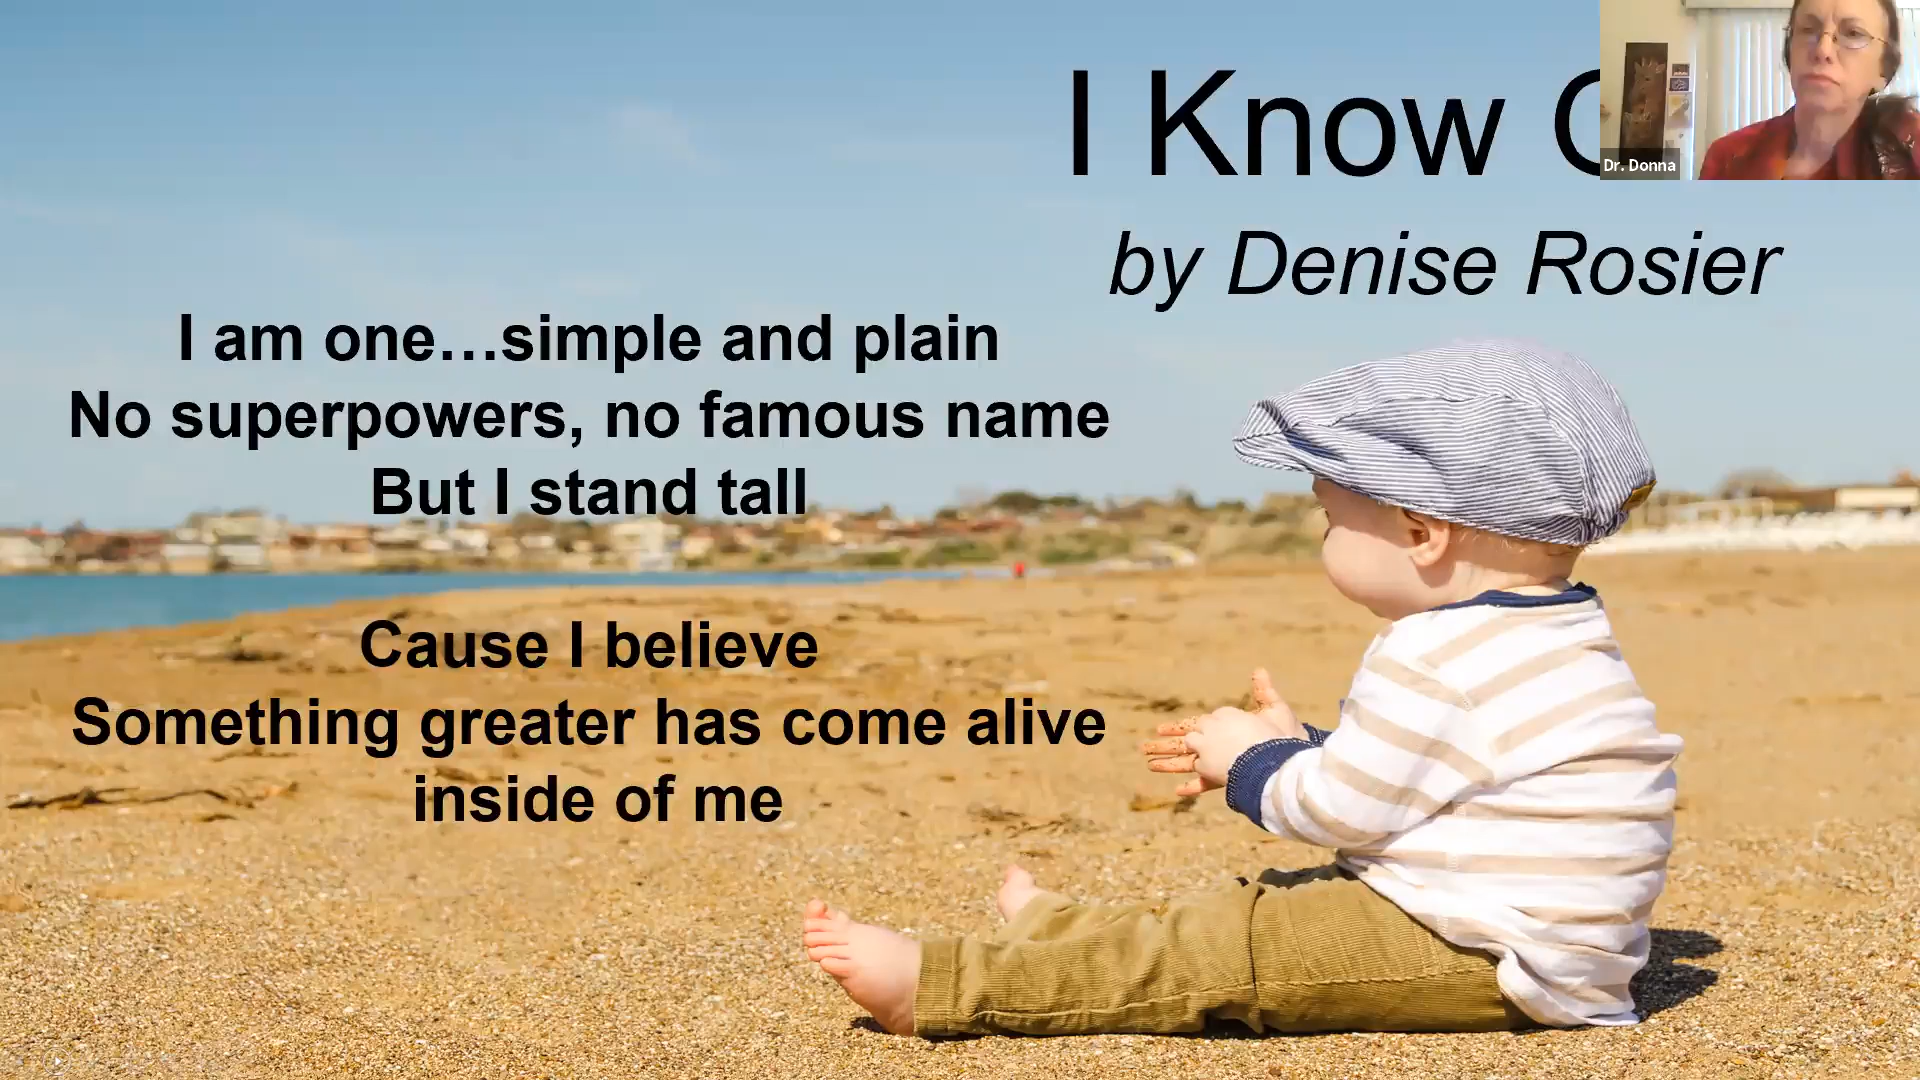 I Know
by Denise Rosier
Dr. Donna
I am one…simple and plain
No superpowers, no famous name
But I stand tall
Cause I believe
Something greater has come alive
inside of me